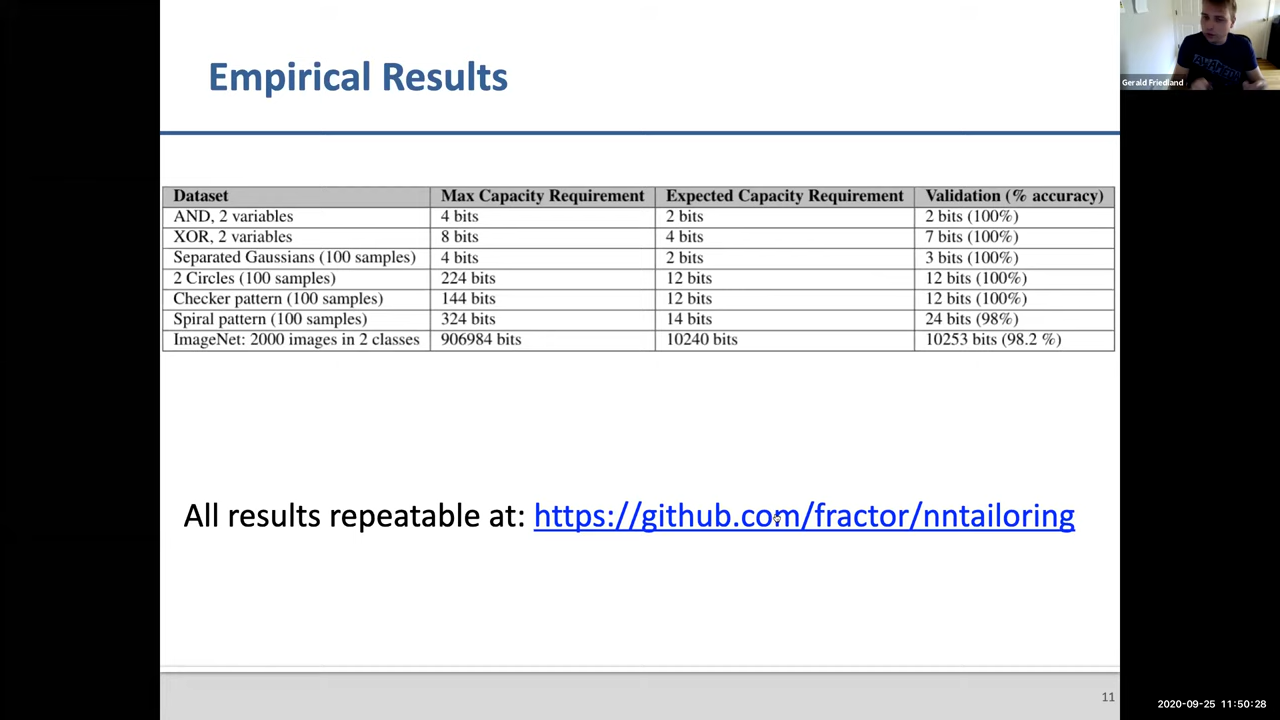 Empirical Results
Gerald Friedland
Dataset Max Capacity Requirement Expected Capacity Requirement Validation (% accuracy)
AND, 2 variables 4 bits 2 bits 2 bits (100%)
XOR, 2 variables 8 bits 4 bits 7 bits (100%)
Separated Gaussians (100 samples) 4 bits 2 bits 3 bits (100%)
2 Circles (100 samples) 224 bits 12 bits 12 bits (100%)
Checker pattern (100 samples) 144 bits 12 bits 12 bits (100%)
Spiral pattern (100 samples) 324 bits 14 bits 24 bits (98%)
ImageNet: 2000 images in 2 classes 906984 bits 10240 bits 10253 bits (98.2 %)
All results repeatable at: https://github.com/fractor/nntailoring
11
2020-09-25 11:50:28